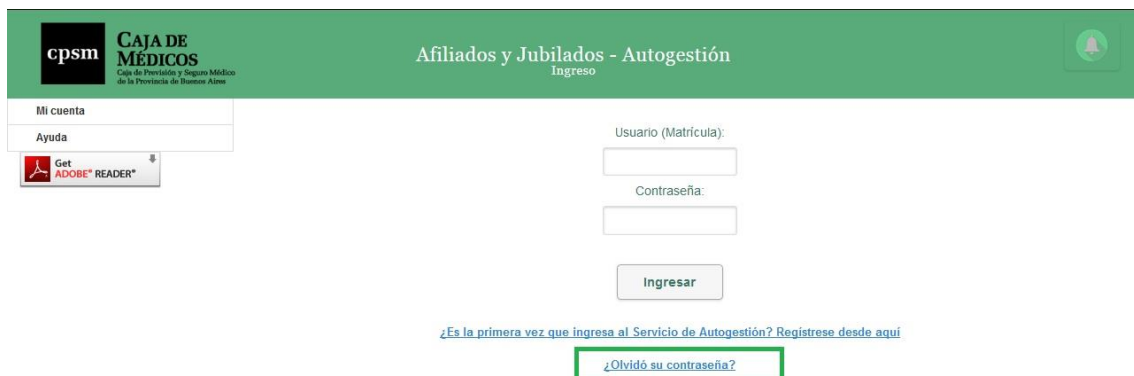 cpsm
CAJA DE
MÉDICOS
Caja de Previsión y Seguro Médico
de la Provincia de Buenos Aires
Afiliados y Jubilados - Autogestión
Ingreso
Mi cuenta
Ayuda
Get
ADOBE® READER®
Usuario (Matrícula):
Contraseña:
Ingresar
¿Es la primera vez que ingresa al Servicio de Autogestión? Regístrese desde aquí
¿Olvidó su contraseña?